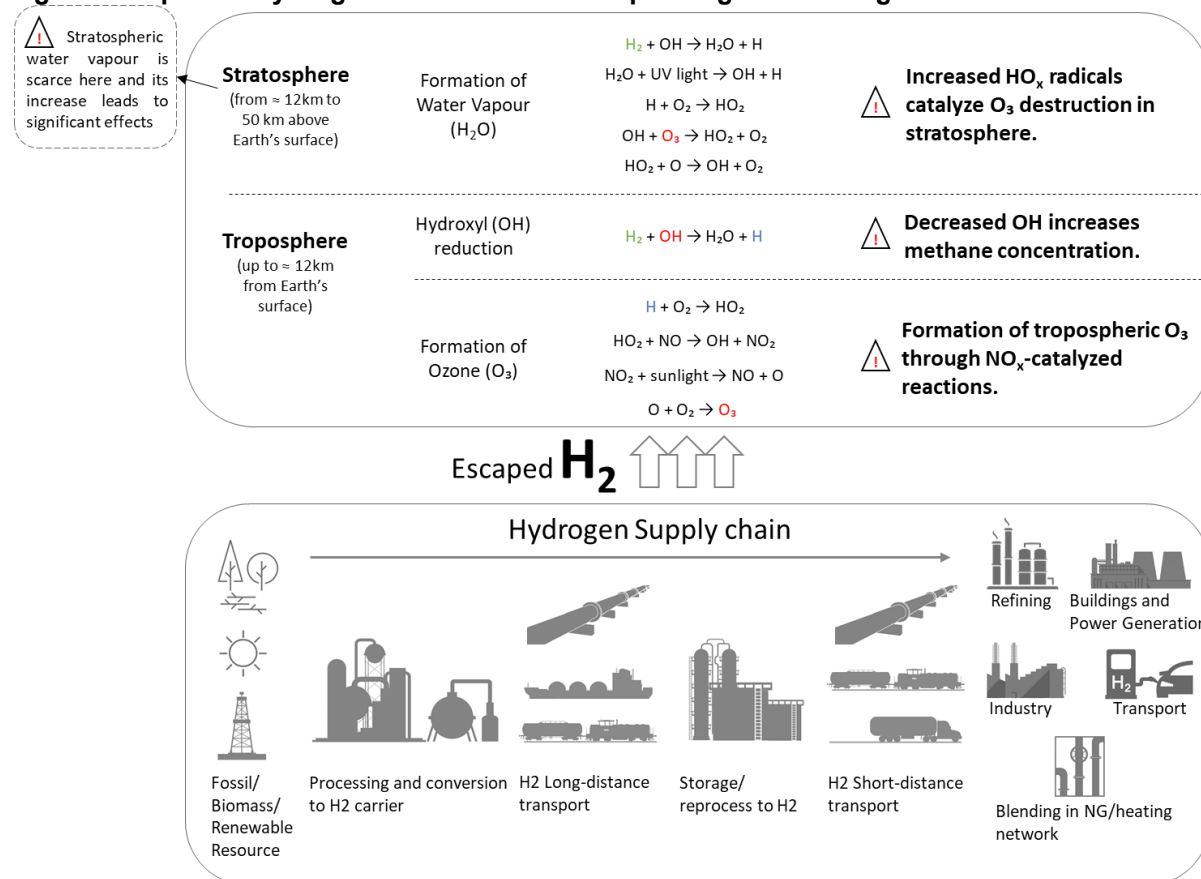 ! Stratospheric
water vapour is
scarce here and its
increase leads to
significant effects
Stratosphere
(from ≈ 12km to
50 km above
Earth's surface)
Formation of
Water Vapour
(H₂O)
H₂ + OH → H₂O + H
H₂O + UV light → OH + H
H + O₂ → HO₂
OH + O₃ → HO₂ + O₂
HO₂ + O → OH + O₂
!
Increased HOₓ radicals
catalyze O₃ destruction in
stratosphere.
Troposphere
(up to ≈ 12km
from Earth's
surface)
Hydroxyl (OH)
reduction
H₂ + OH → H₂O + H
!
Decreased OH increases
methane concentration.
Formation of
Ozone (O₃)
H + O₂ → HO₂
HO₂ + NO → OH + NO₂
NO₂ + sunlight → NO + O
O + O₂ → O₃
!
Formation of tropospheric O₃
through NOₓ-catalyzed
reactions.
Escaped H₂
Hydrogen Supply chain
Fossil/
Biomass/
Renewable
Resource
Processing and conversion
to H2 carrier
H2 Long-distance
transport
Storage/
reprocess to H2
H2 Short-distance
transport
Refining
Buildings and
Power Generation
Industry
H₂
Transport
Blending in NG/heating
network